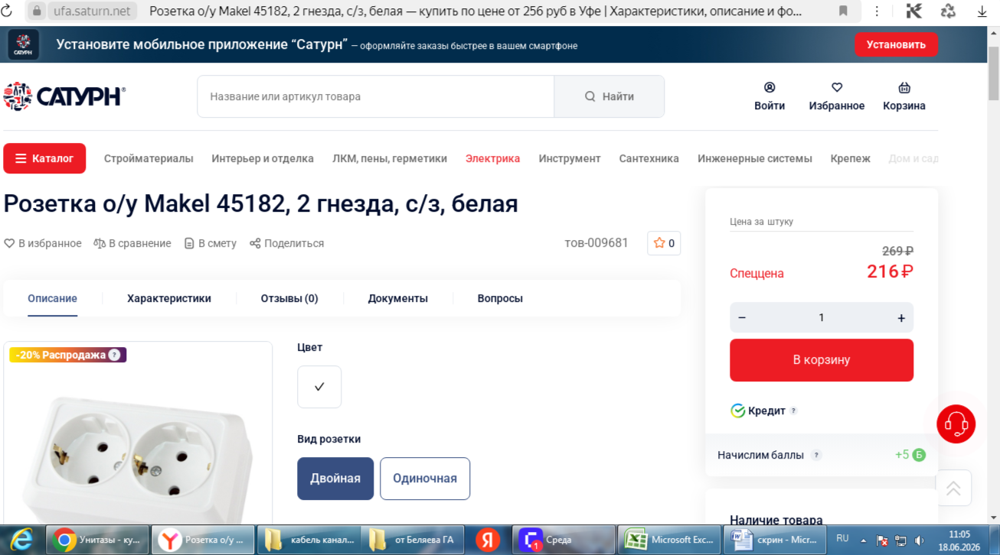 ufa.saturn.net Розетка о/у Makel 45182, 2 гнезда, с/з, белая — купить по цене от 256 руб в Уфе | Характеристики, описание и фо...
САТУРН Установите мобильное приложение “Сатурн” — оформляйте заказы быстрее в вашем смартфоне Установить
САТУРН® Название или артикул товара Найти Войти Избранное Корзина
Каталог Стройматериалы Интерьер и отделка ЛКМ, пены, герметики Электрика Инструмент Сантехника Инженерные системы Крепеж Дом и сад
Розетка о/у Makel 45182, 2 гнезда, с/з, белая
В избранное В сравнение В смету Поделиться тов-009681 0
Описание Характеристики Отзывы (0) Документы Вопросы
-20% Распродажа ?
Цвет
Вид розетки
Двойная Одиночная
Цена за штуку
269 ₽
Спеццена 216 ₽
− 1 +
В корзину
Кредит ?
Начислим баллы ? +5 Б
Наличие товара
Унитазы - ку... Розетка о/у ... кабель канал... от Беляева ГА Я 1 Среда Microsoft Exc... скрин - Micr... RU 11:05
18.06.2026